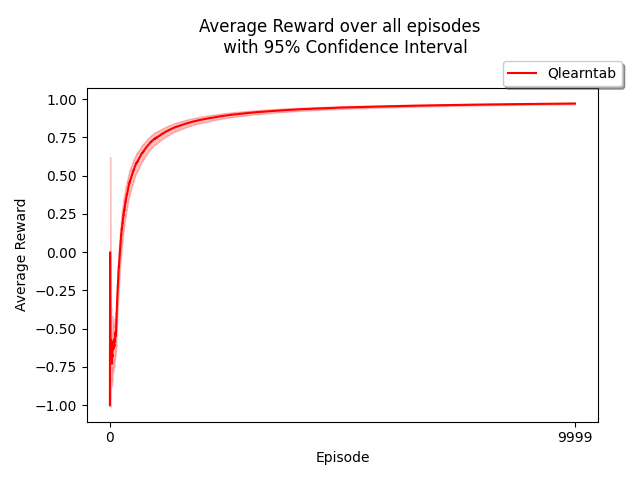 Average Reward over all episodes
with 95% Confidence Interval
Qlearntab
1.00
0.75
0.50
0.25
0.00
−0.25
−0.50
−0.75
−1.00
Average Reward
0
9999
Episode